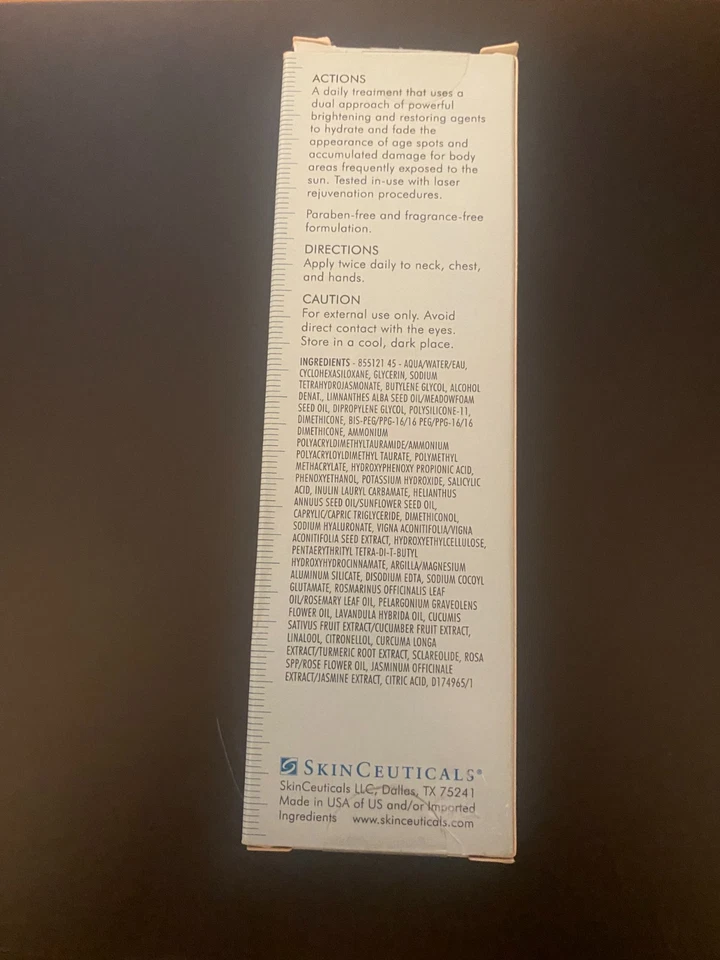 ACTIONS
A daily treatment that uses a
dual approach of powerful
brightening and restoring agents
to hydrate and fade the
appearance of age spots and
accumulated damage for body
areas frequently exposed to the
sun. Tested in-use with laser
rejuvenation procedures.
Paraben-free and fragrance-free
formulation.
DIRECTIONS
Apply twice daily to neck, chest,
and hands.
CAUTION
For external use only. Avoid
direct contact with the eyes.
Store in a cool, dark place.
INGREDIENTS - 855121 45 - AQUA/WATER/EAU,
CYCLOHEXASILOXANE, GLYCERIN, SODIUM
TETRAHYDROJASMONATE, BUTYLENE GLYCOL, ALCOHOL
DENAT., LIMNANTHES ALBA SEED OIL/MEADOWFOAM
SEED OIL, DIPROPYLENE GLYCOL, POLYSILICONE-11,
DIMETHICONE, BIS-PEG/PPG-16/16 PEG/PPG-16/16
DIMETHICONE, AMMONIUM
POLYACRYLDIMETHYLTAURAMIDE/AMMONIUM
POLYACRYLOYLDIMETHYL TAURATE, POLYMETHYL
METHACRYLATE, HYDROXYPHENOXY PROPIONIC ACID,
PHENOXYETHANOL, POTASSIUM HYDROXIDE, SALICYLIC
ACID, INULIN LAURYL CARBAMATE, HELIANTHUS
ANNUUS SEED OIL/SUNFLOWER SEED OIL,
CAPRYLIC/CAPRIC TRIGLYCERIDE, DIMETHICONOL,
SODIUM HYALURONATE, VIGNA ACONITIFOLIA/VIGNA
ACONITIFOLIA SEED EXTRACT, HYDROXYETHYLCELLULOSE,
PENTAERYTHRITYL TETRA-DI-T-BUTYL
HYDROXYHYDROCINNAMATE, ARGILLA/MAGNESIUM
ALUMINUM SILICATE, DISODIUM EDTA, SODIUM COCOYL
GLUTAMATE, ROSMARINUS OFFICINALIS LEAF
OIL/ROSEMARY LEAF OIL, PELARGONIUM GRAVEOLENS
FLOWER OIL, LAVANDULA HYBRIDA OIL, CUCUMIS
SATIVUS FRUIT EXTRACT/CUCUMBER FRUIT EXTRACT,
LINALOOL, CITRONELLOL, CURCUMA LONGA
EXTRACT/TURMERIC ROOT EXTRACT, SCLAREOLIDE, ROSA
SPP/ROSE FLOWER OIL, JASMINUM OFFICINALE
EXTRACT/JASMINE EXTRACT, CITRIC ACID, D174965/1
SKINCEUTICALS®
SkinCeuticals LLC, Dallas, TX 75241
Made in USA of US and/or Imported
Ingredients www.skinceuticals.com